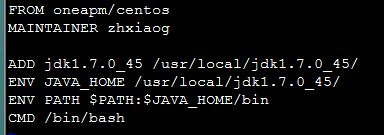 FROM oneapm/centos
MAINTAINER zhxiaog
ADD jdk1.7.0_45 /usr/local/jdk1.7.0_45/
ENV JAVA_HOME /usr/local/jdk1.7.0_45/
ENV PATH $PATH:$JAVA_HOME/bin
CMD /bin/bash